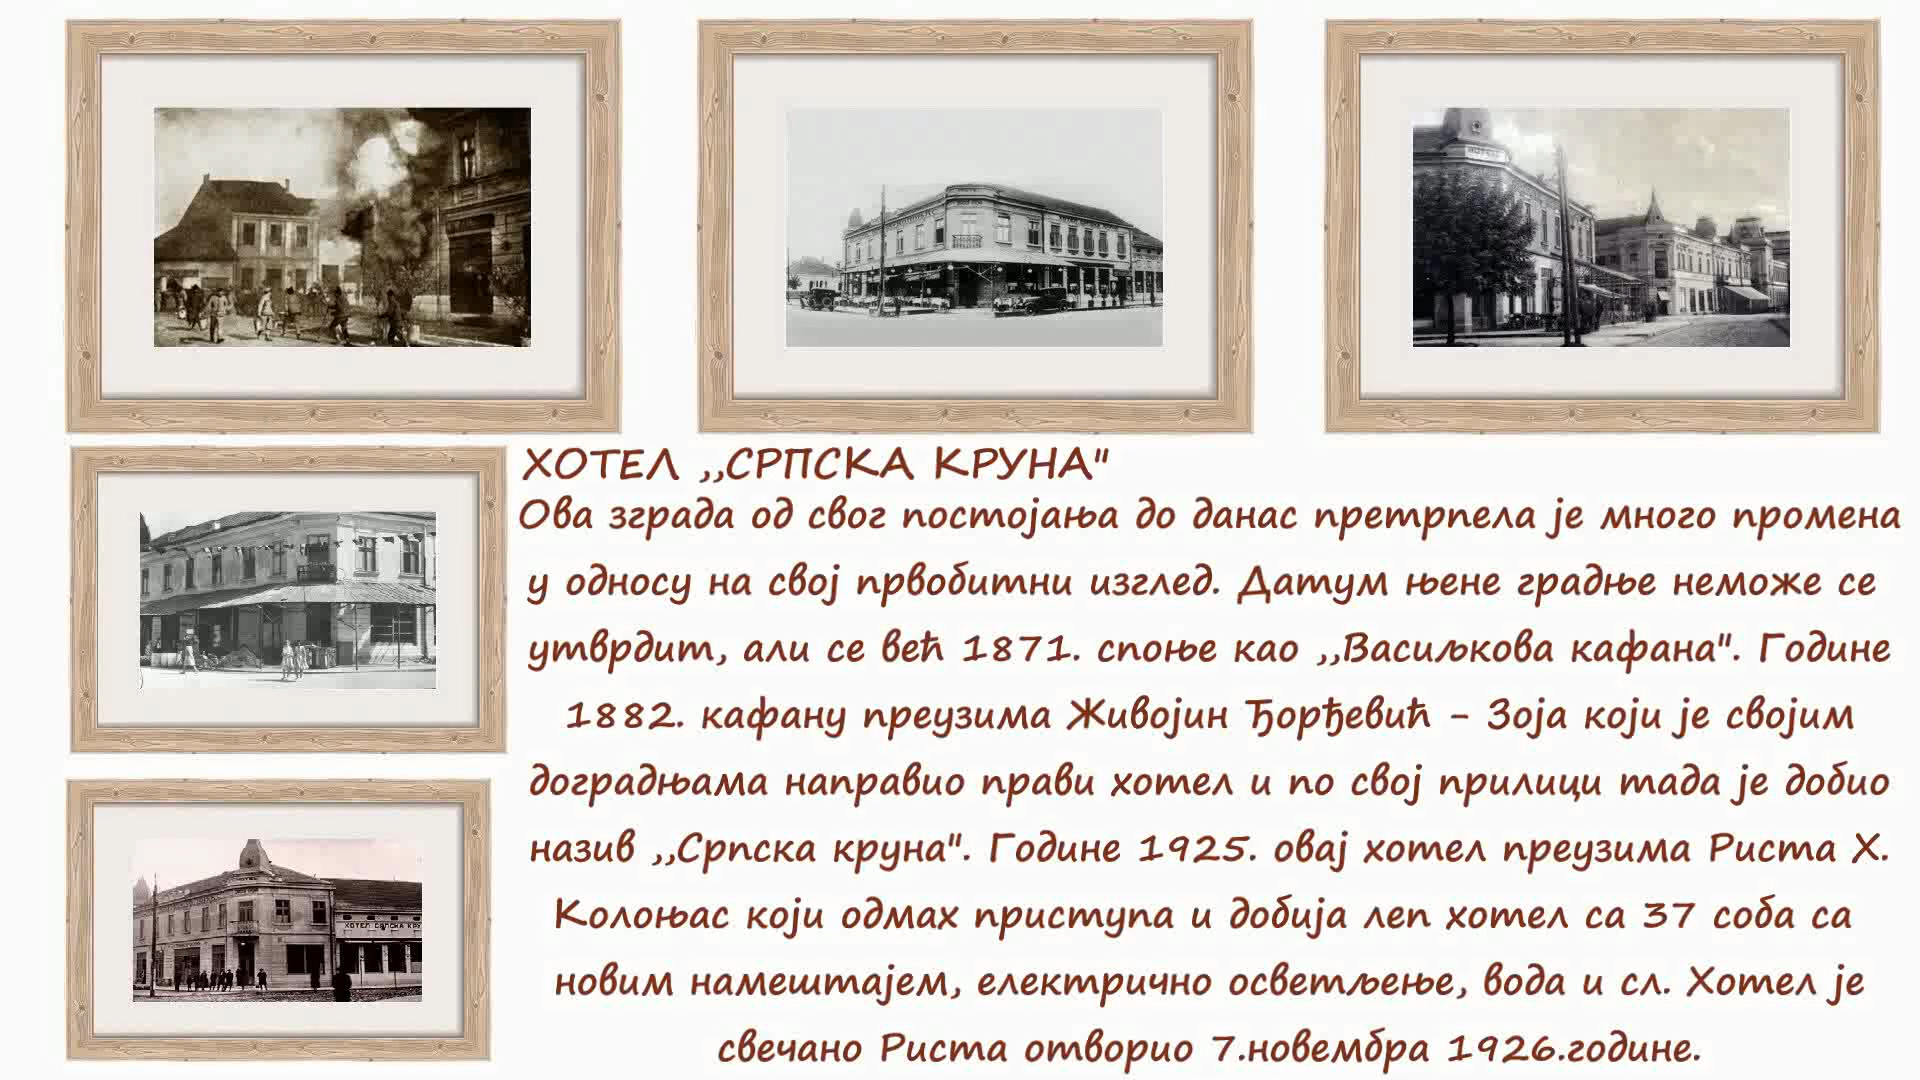 ХОТЕЛ ,,СРПСКА КРУНА"
Ова зграда од свог постојања до данас претрпела је много промена
у односу на свој првобитни изглед. Датум њене градње неможе се
утврдит, али се већ 1871. споње као ,,Васиљкова кафана". Године
1882. кафану преузима Живојин Ђорђевић - Зоја који је својим
доградњама направио прави хотел и по свој прилици тада је добио
назив ,,Српска круна". Године 1925. овај хотел преузима Риста Х.
Колоњас који одмах приступа и добија леп хотел са 37 соба са
новим намештајем, електрично осветљење, вода и сл. Хотел је
свечано Риста отворио 7.новембра 1926.године.
ХОТЕЛ СРПСКА КРУ